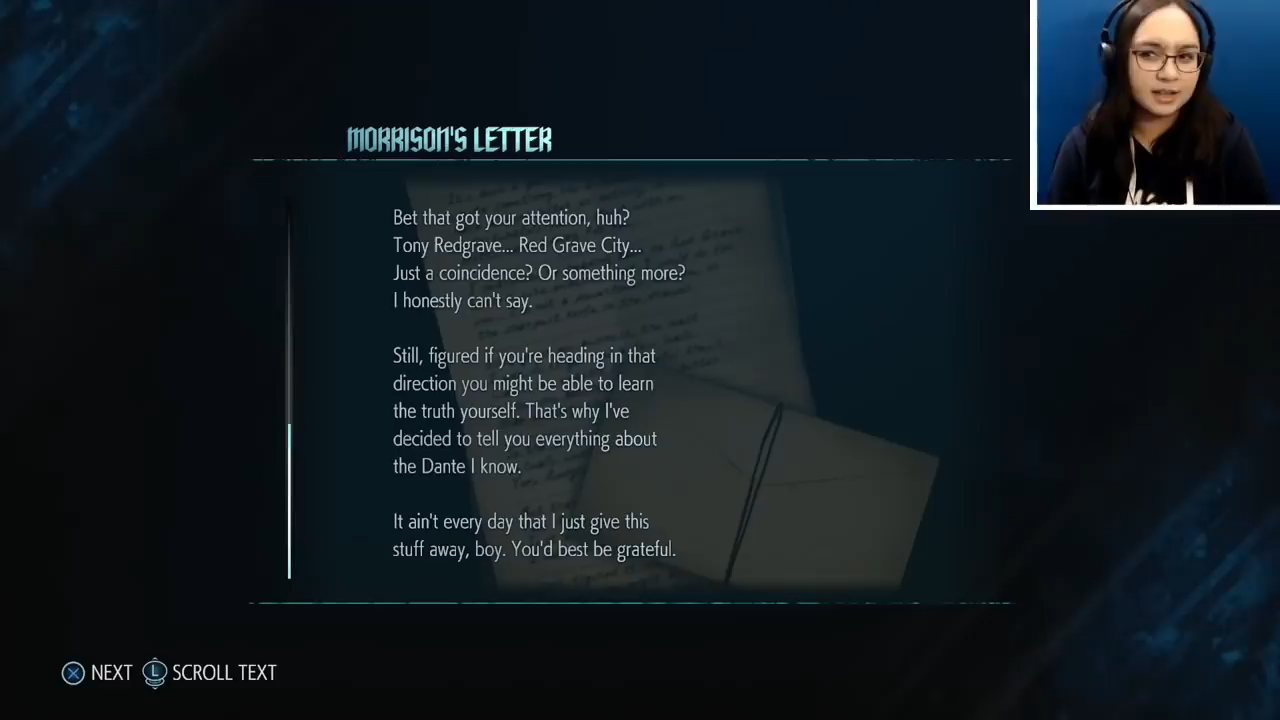 MORRISON'S LETTER
Bet that got your attention, huh?
Tony Redgrave... Red Grave City...
Just a coincidence? Or something more?
I honestly can't say.
Still, figured if you're heading in that
direction you might be able to learn
the truth yourself. That's why I've
decided to tell you everything about
the Dante I know.
It ain't every day that I just give this
stuff away, boy. You'd best be grateful.
NEXT L SCROLL TEXT